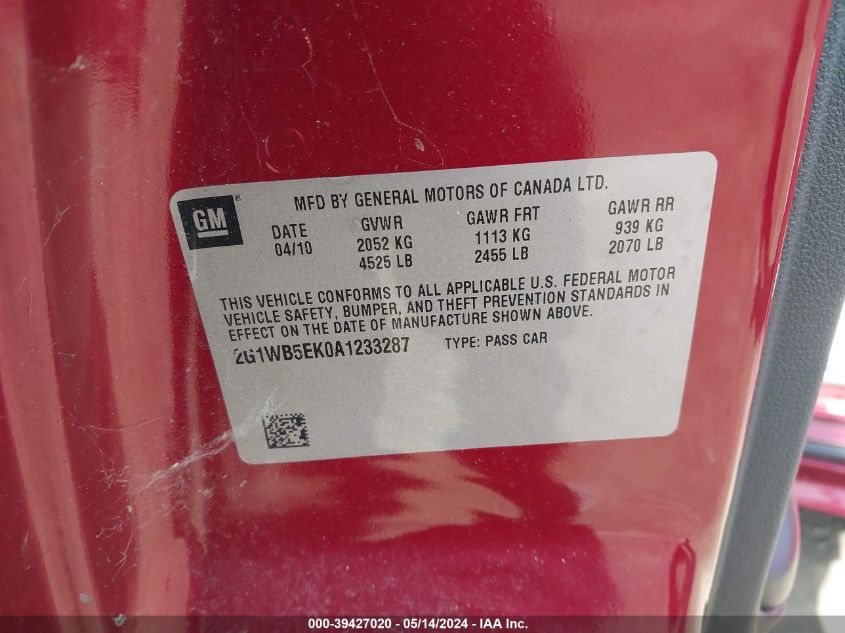 MFD BY GENERAL MOTORS OF CANADA LTD.
GM®
DATE GVWR GAWR FRT GAWR RR
04/10 2052 KG 1113 KG 939 KG
4525 LB 2455 LB 2070 LB
THIS VEHICLE CONFORMS TO ALL APPLICABLE U.S. FEDERAL MOTOR
VEHICLE SAFETY, BUMPER, AND THEFT PREVENTION STANDARDS IN
EFFECT ON THE DATE OF MANUFACTURE SHOWN ABOVE.
2G1WB5EK0A1233287 TYPE: PASS CAR
000-39427020 - 05/14/2024 - IAA Inc.